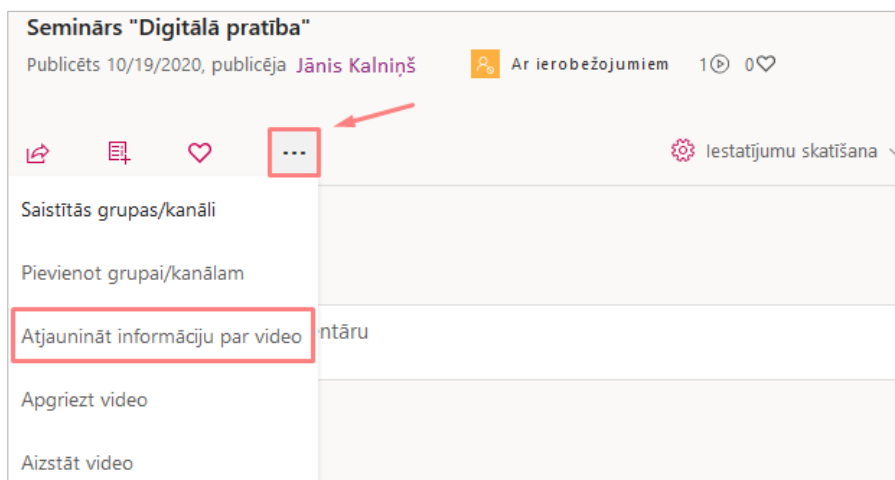 Seminārs "Digitālā pratība"
Publicēts 10/19/2020, publicēja Jānis Kalniņš Ar ierobežojumiem 1 0
...
Iestatījumu skatīšana
Saistītās grupas/kanāli
Pievienot grupai/kanālam
Atjaunināt informāciju par video
ntāru
Apgriezt video
Aizstāt video